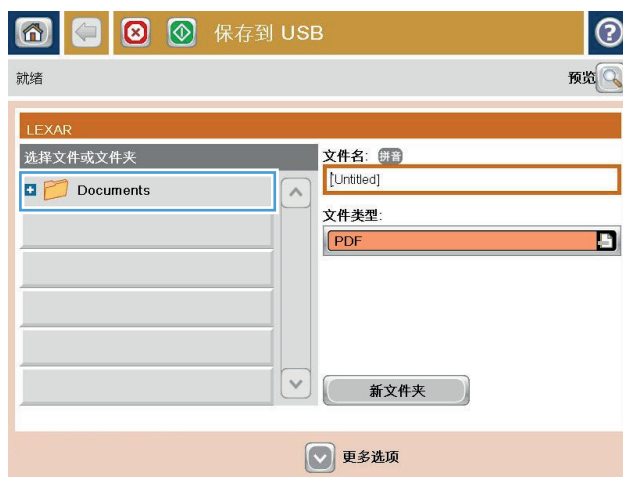 保存到 USB
?
就绪
预览
LEXAR
选择文件或文件夹
Documents
文件名: 拼音
[Untitled]
文件类型:
PDF
新文件夹
更多选项